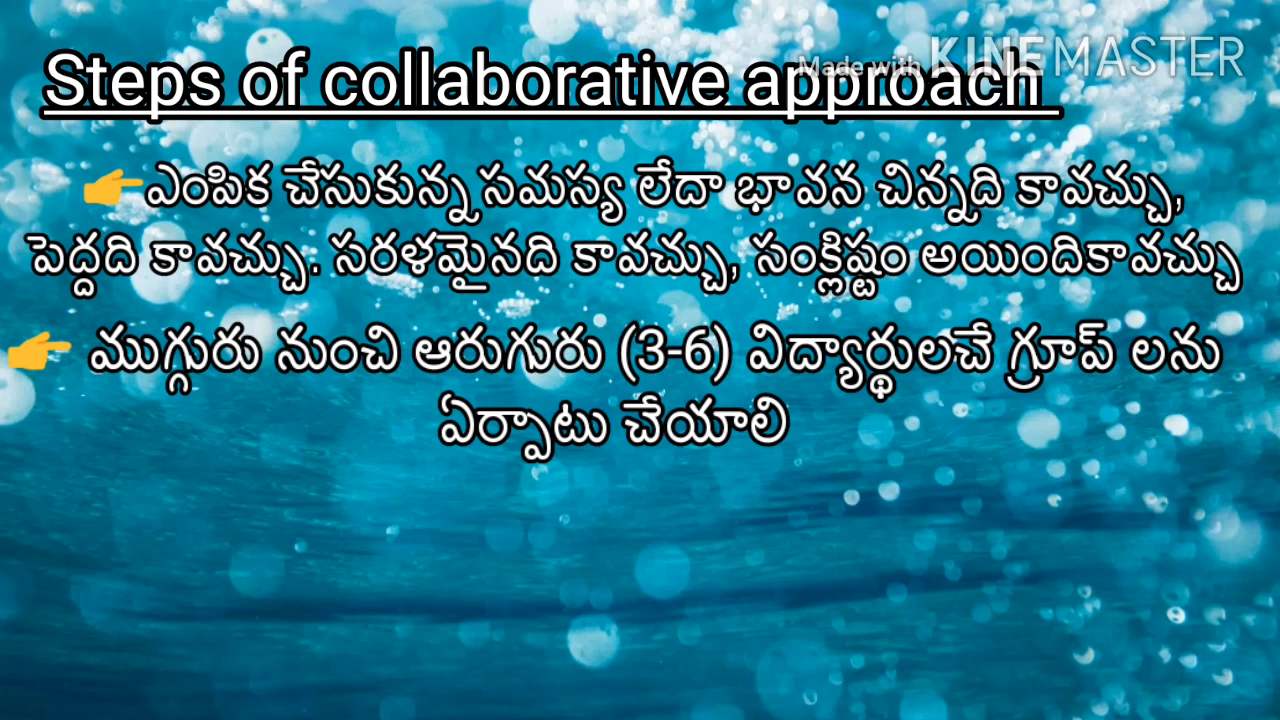 Steps of collaborative approach
Made with KINEMASTER
👉ఎంపిక చేసుకున్న సమస్య లేదా భావన చిన్నది కావచ్చు,
పెద్దది కావచ్చు. సరళమైనది కావచ్చు, సంక్లిష్టం అయిందికావచ్చు
👉 ముగ్గురు నుంచి ఆరుగురు (3-6) విద్యార్థులచే గ్రూప్ లను
ఏర్పాటు చేయాలి